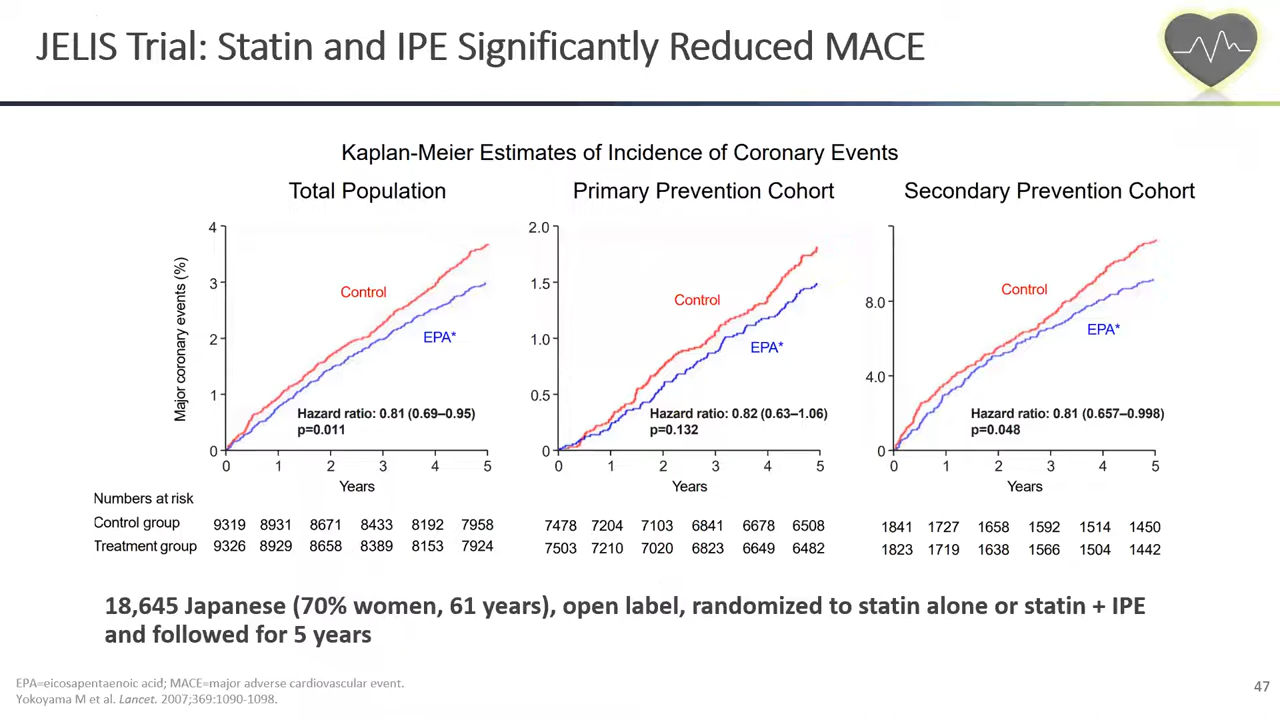 JELIS Trial: Statin and IPE Significantly Reduced MACE
Kaplan-Meier Estimates of Incidence of Coronary Events
Total Population
Primary Prevention Cohort
Secondary Prevention Cohort
Major coronary events (%)
4
3
2
1
0
Control
EPA*
Hazard ratio: 0.81 (0.69–0.95)
p=0.011
0 1 2 3 4 5
Years
2.0
1.5
1.0
0.5
0
Control
EPA*
Hazard ratio: 0.82 (0.63–1.06)
p=0.132
0 1 2 3 4 5
Years
8.0
4.0
0
Control
EPA*
Hazard ratio: 0.81 (0.657–0.998)
p=0.048
0 1 2 3 4 5
Years
Numbers at risk
Control group 9319 8931 8671 8433 8192 7958 7478 7204 7103 6841 6678 6508 1841 1727 1658 1592 1514 1450
Treatment group 9326 8929 8658 8389 8153 7924 7503 7210 7020 6823 6649 6482 1823 1719 1638 1566 1504 1442
18,645 Japanese (70% women, 61 years), open label, randomized to statin alone or statin + IPE
and followed for 5 years
EPA=eicosapentaenoic acid; MACE=major adverse cardiovascular event.
Yokoyama M et al. Lancet. 2007;369:1090-1098.
47